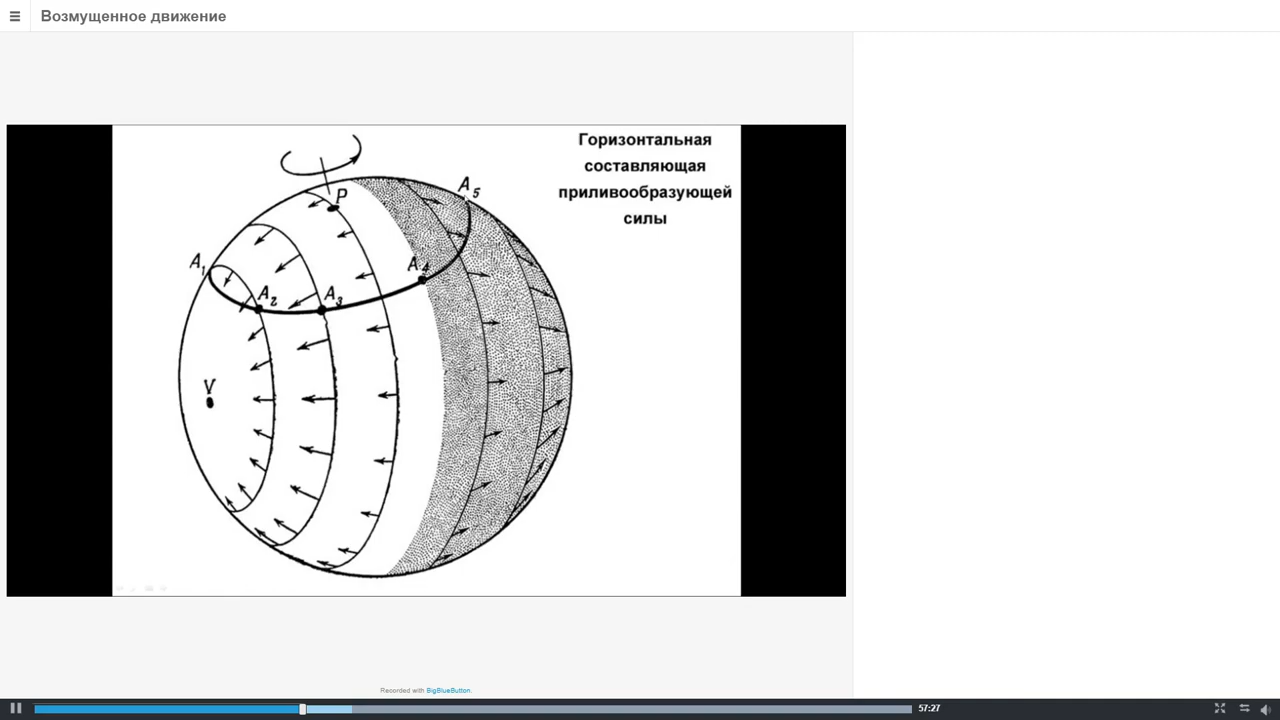 Возмущенное движение
Горизонтальная
составляющая
приливообразующей
силы
P
A5
A1
A2
A3
A4
V
Recorded with BigBlueButton.
57:27